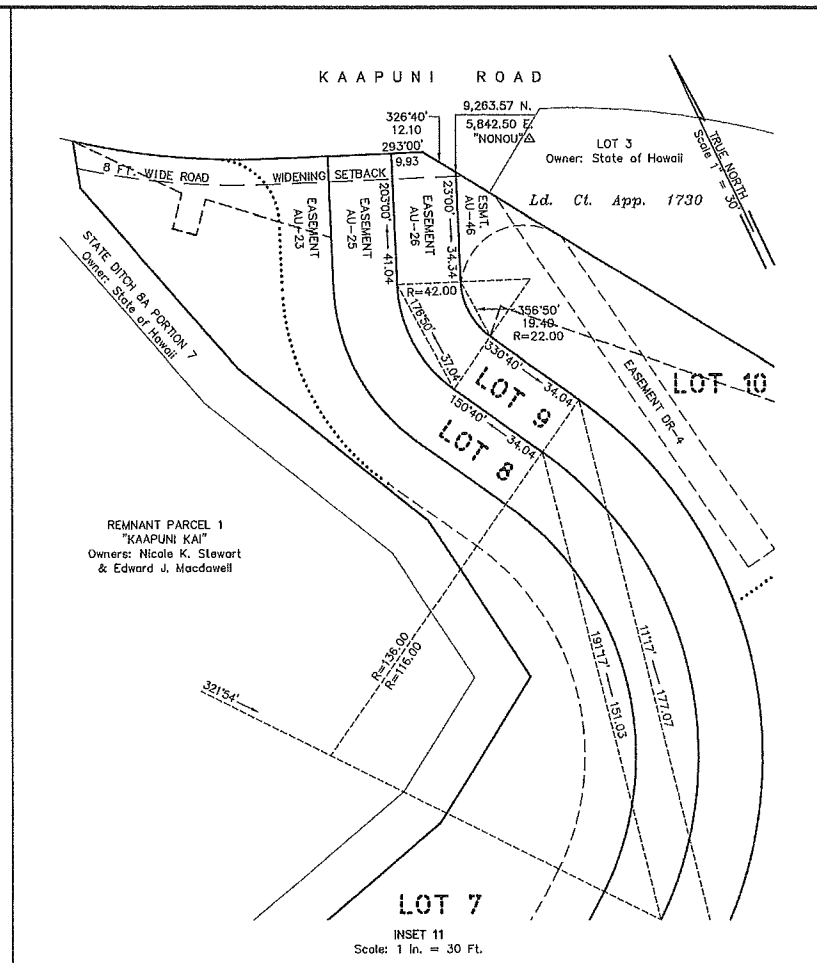 KAAPUNI ROAD
326°40'
12.10
293°00'
9.93
9,263.57 N.
5,842.50 E.
"NONOU"
LOT 3
Owner: State of Hawaii
Ld. Ct. App. 1730
TRUE NORTH
Scale 1" = 30'
8 FT. WIDE ROAD WIDENING SETBACK
EASEMENT
AU-23
EASEMENT
AU-25
203°00' 41.04
EASEMENT
AU-26
23°00' 34.34
ESMT.
AU-46
STATE DITCH 8A PORTION 7
Owner: State of Hawaii
R=42.00
356°50'
19.40
R=22.00
176°50' 37.04
330°40' 34.04
LOT 9
LOT 10
EASEMENT DR-4
150°40' 34.04
LOT 8
REMNANT PARCEL 1
"KAAPUNI KAI"
Owners: Nicole K. Stewart
& Edward J. Macdowell
R=136.00
R=116.00
191°17' 151.03
11°17' 177.07
321°54'
LOT 7
INSET 11
Scale: 1 In. = 30 Ft.